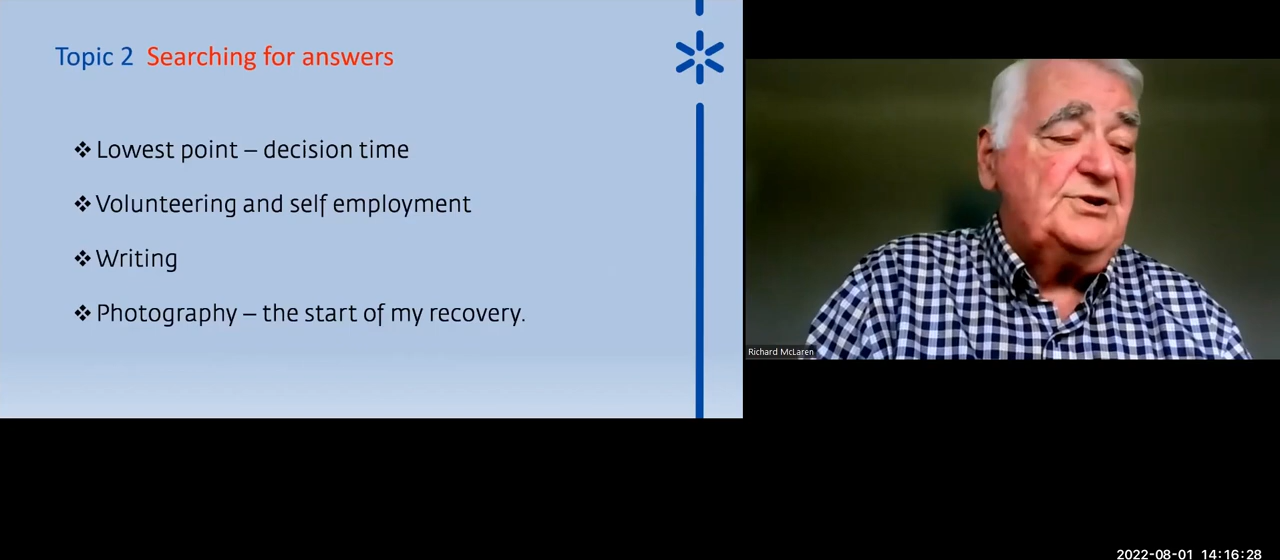 Topic 2 Searching for answers
❖ Lowest point – decision time
❖ Volunteering and self employment
❖ Writing
❖ Photography – the start of my recovery.
Richard McLaren
2022-08-01 14:16:28